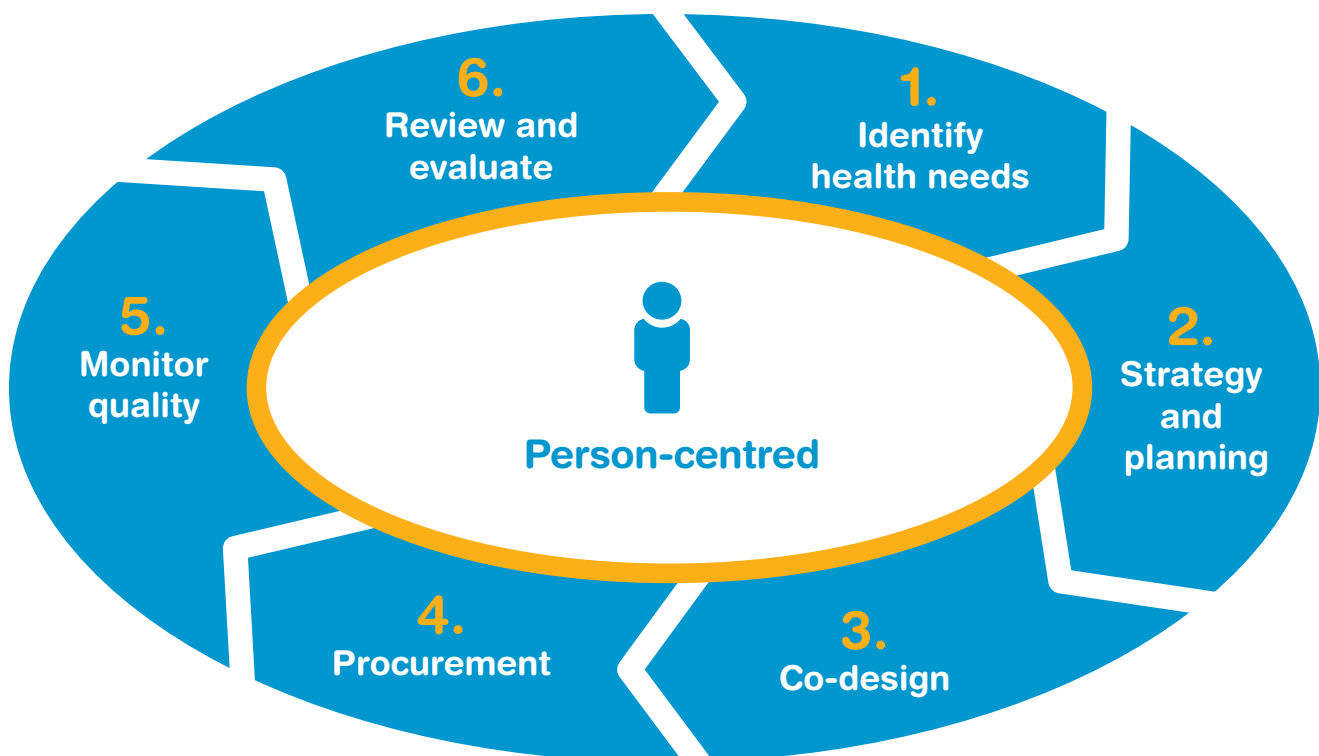 1.
Identify
health needs
2.
Strategy
and
planning
3.
Co-design
4.
Procurement
5.
Monitor
quality
6.
Review and
evaluate
Person-centred